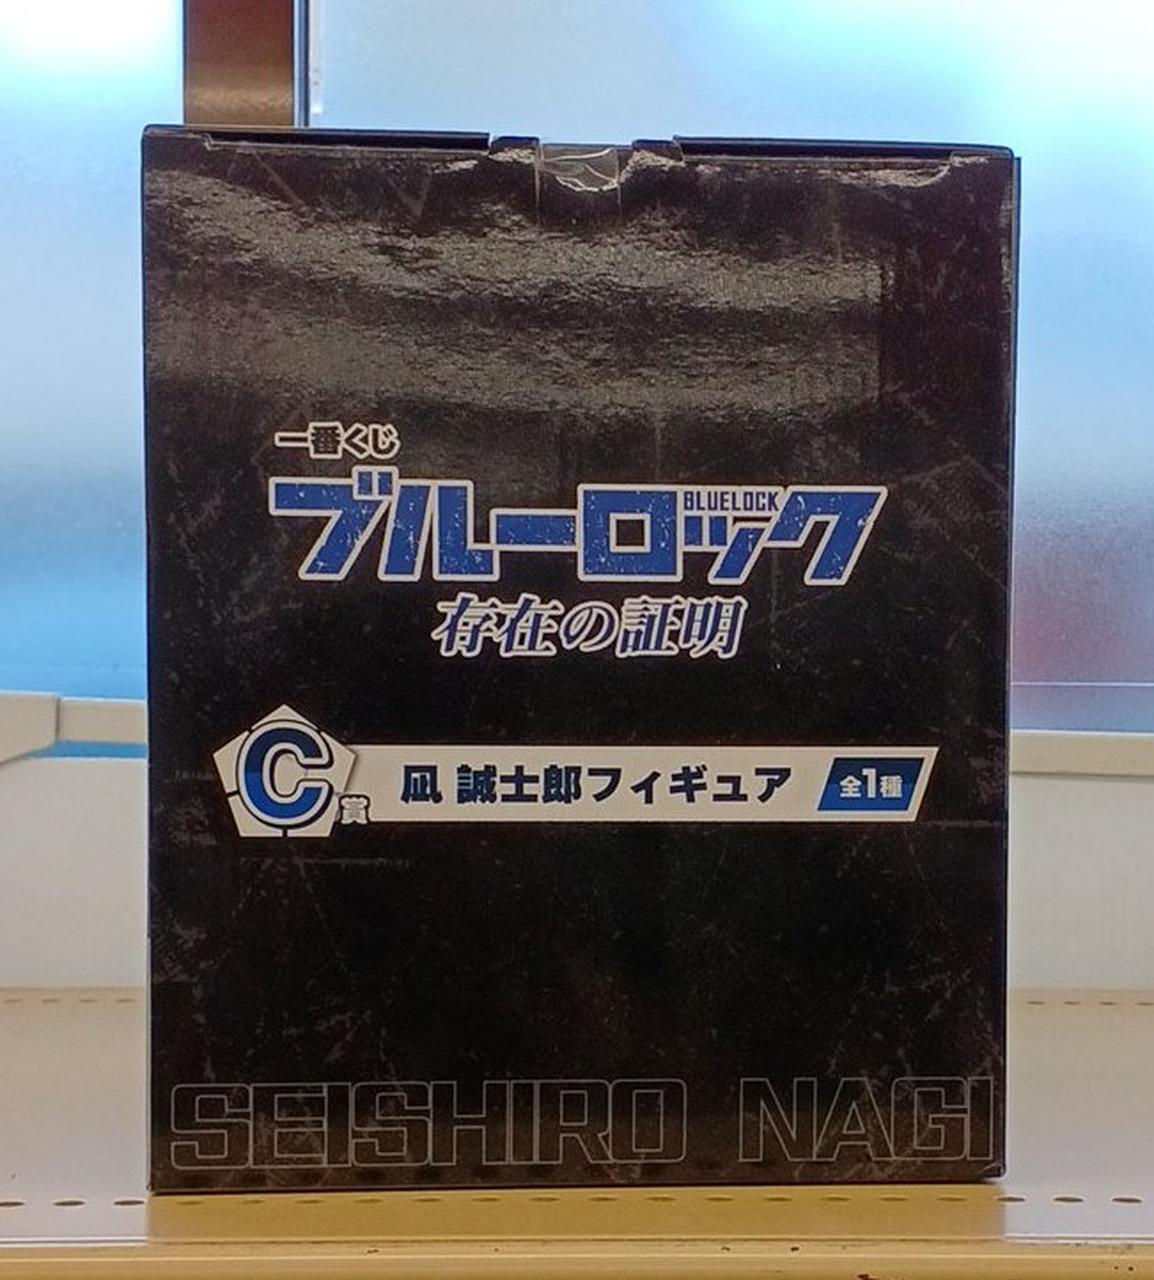 一番くじ
ブルーロック
BLUELOCK
存在の証明
C賞 凪 誠士郎フィギュア 全1種
SEISHIRO NAGI